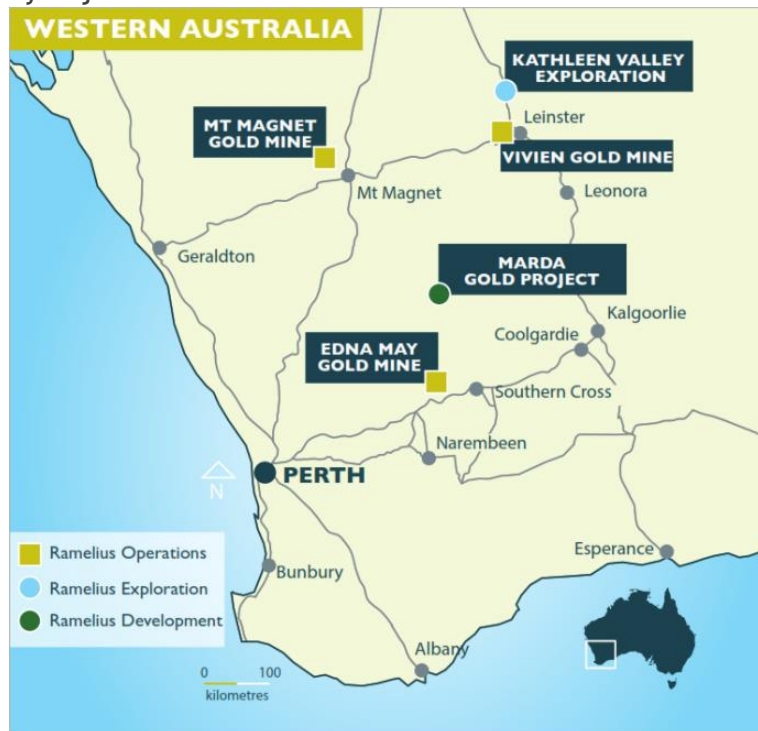 WESTERN AUSTRALIA
KATHLEEN VALLEY
EXPLORATION
MT MAGNET
GOLD MINE
Leinster
VIVIEN GOLD MINE
Mt Magnet
Leonora
Geraldton
MARDA
GOLD PROJECT
Kalgoorlie
Coolgardie
EDNA MAY
GOLD MINE
Southern Cross
Narembeen
PERTH
N
Ramelius Operations
Ramelius Exploration
Ramelius Development
Esperance
Bunbury
Albany
0 100
kilometres